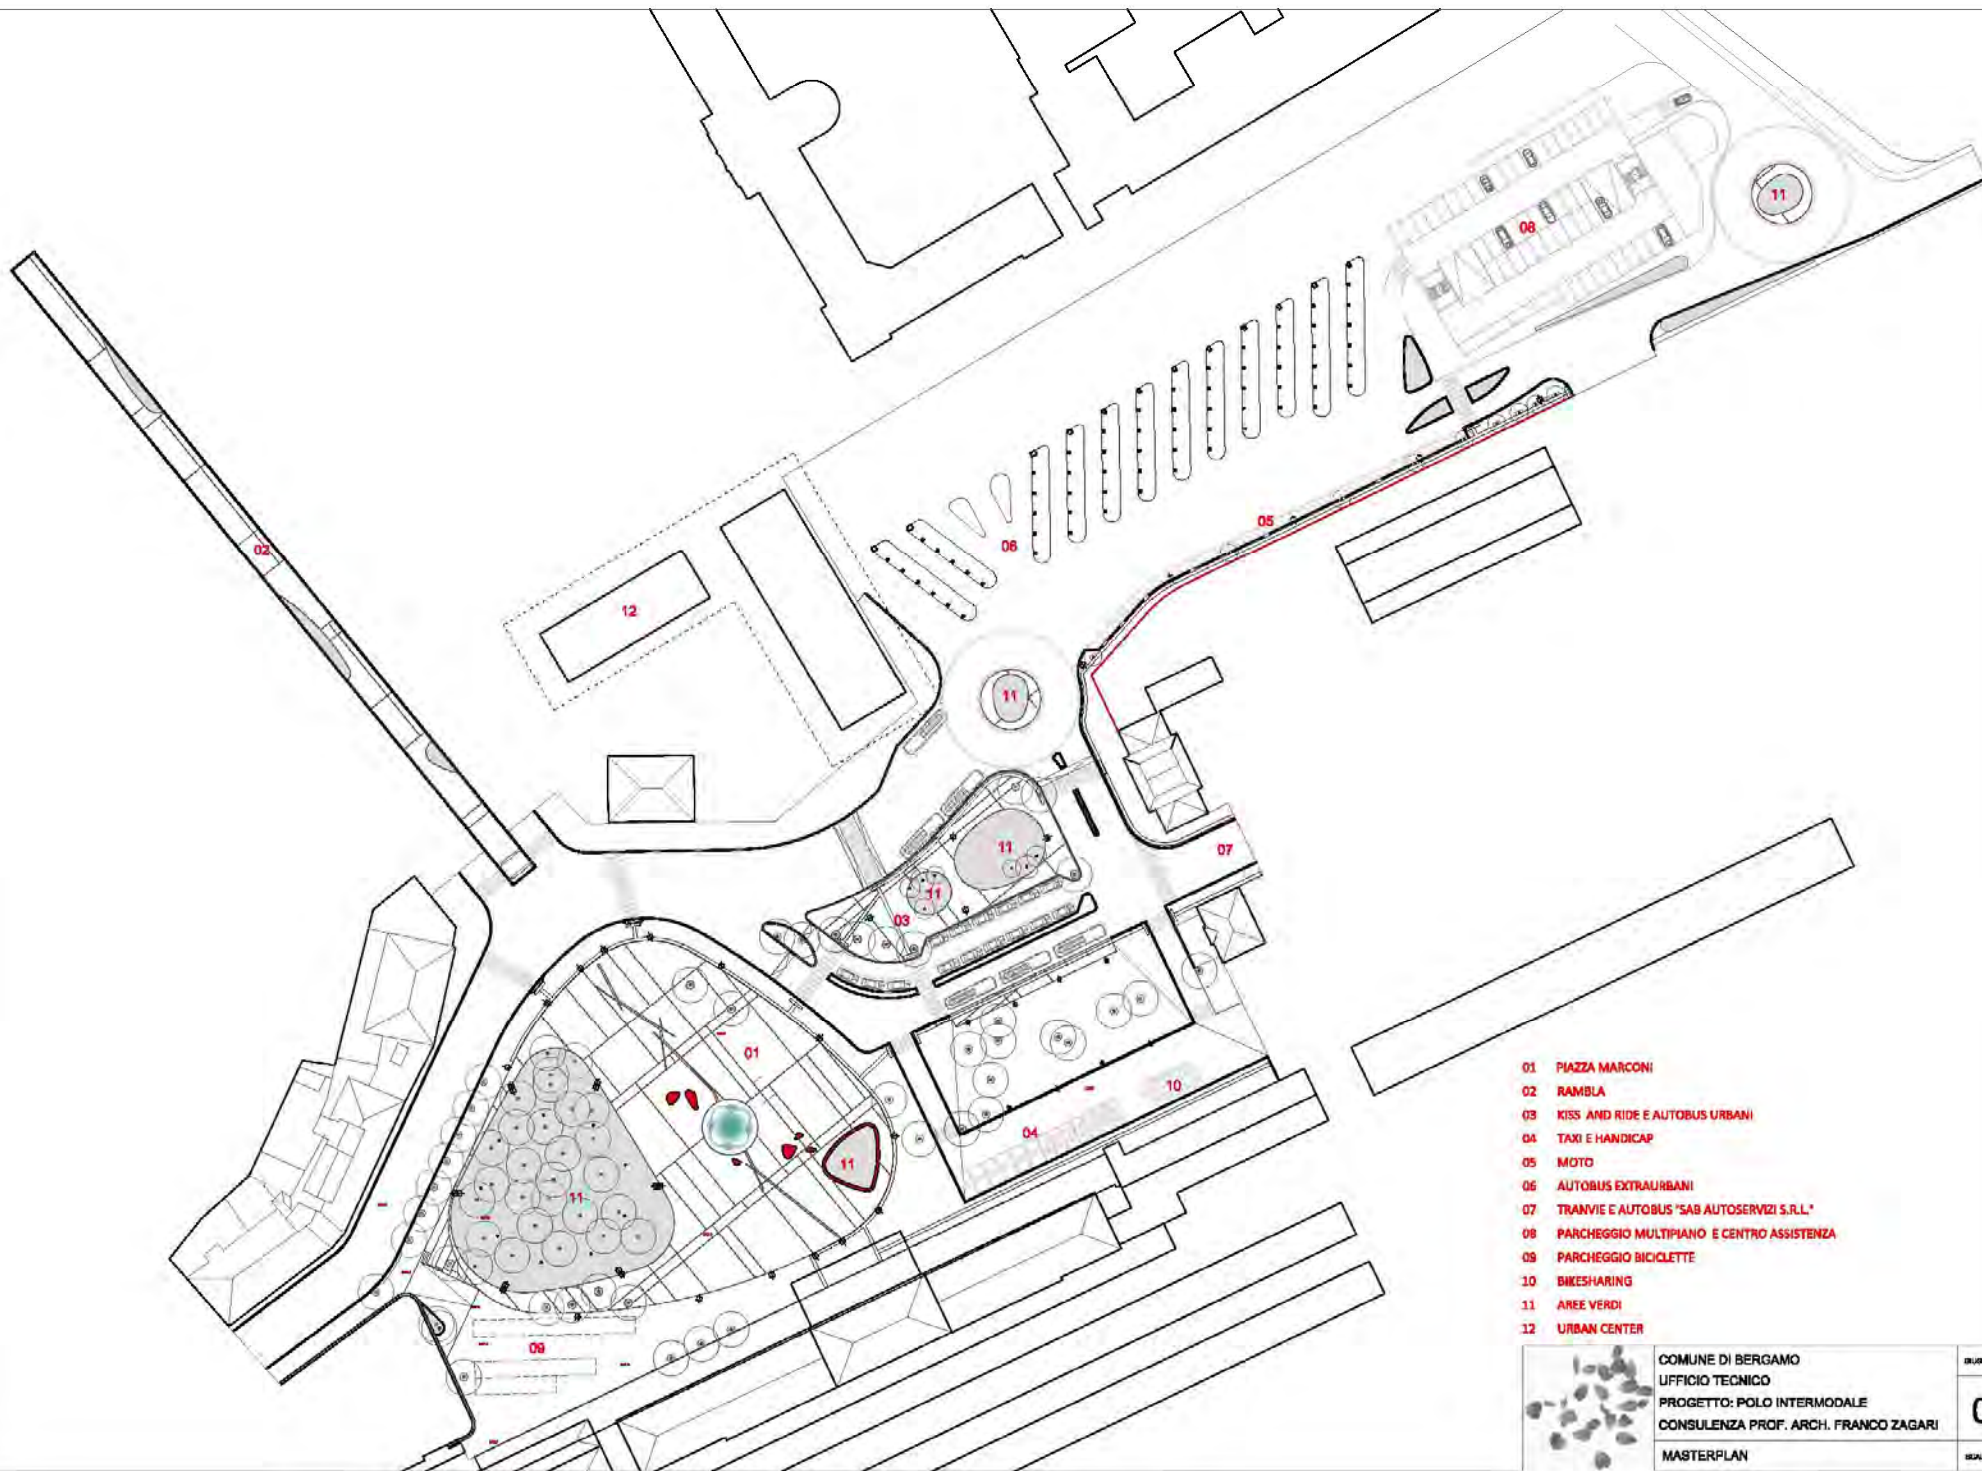 11
08
02
05
06
12
11
11
07
11
03
01
10
04
11
11
09
01 PIAZZA MARCONI
02 RAMBLA
03 KISS AND RIDE E AUTOBUS URBANI
04 TAXI E HANDICAP
05 MOTO
06 AUTOBUS EXTRAURBANI
07 TRANVIE E AUTOBUS "SAB AUTOSERVIZI S.R.L."
08 PARCHEGGIO MULTIPIANO E CENTRO ASSISTENZA
09 PARCHEGGIO BICICLETTE
10 BIKESHARING
11 AREE VERDI
12 URBAN CENTER
COMUNE DI BERGAMO
UFFICIO TECNICO
PROGETTO: POLO INTERMODALE
CONSULENZA PROF. ARCH. FRANCO ZAGARI
MASTERPLAN